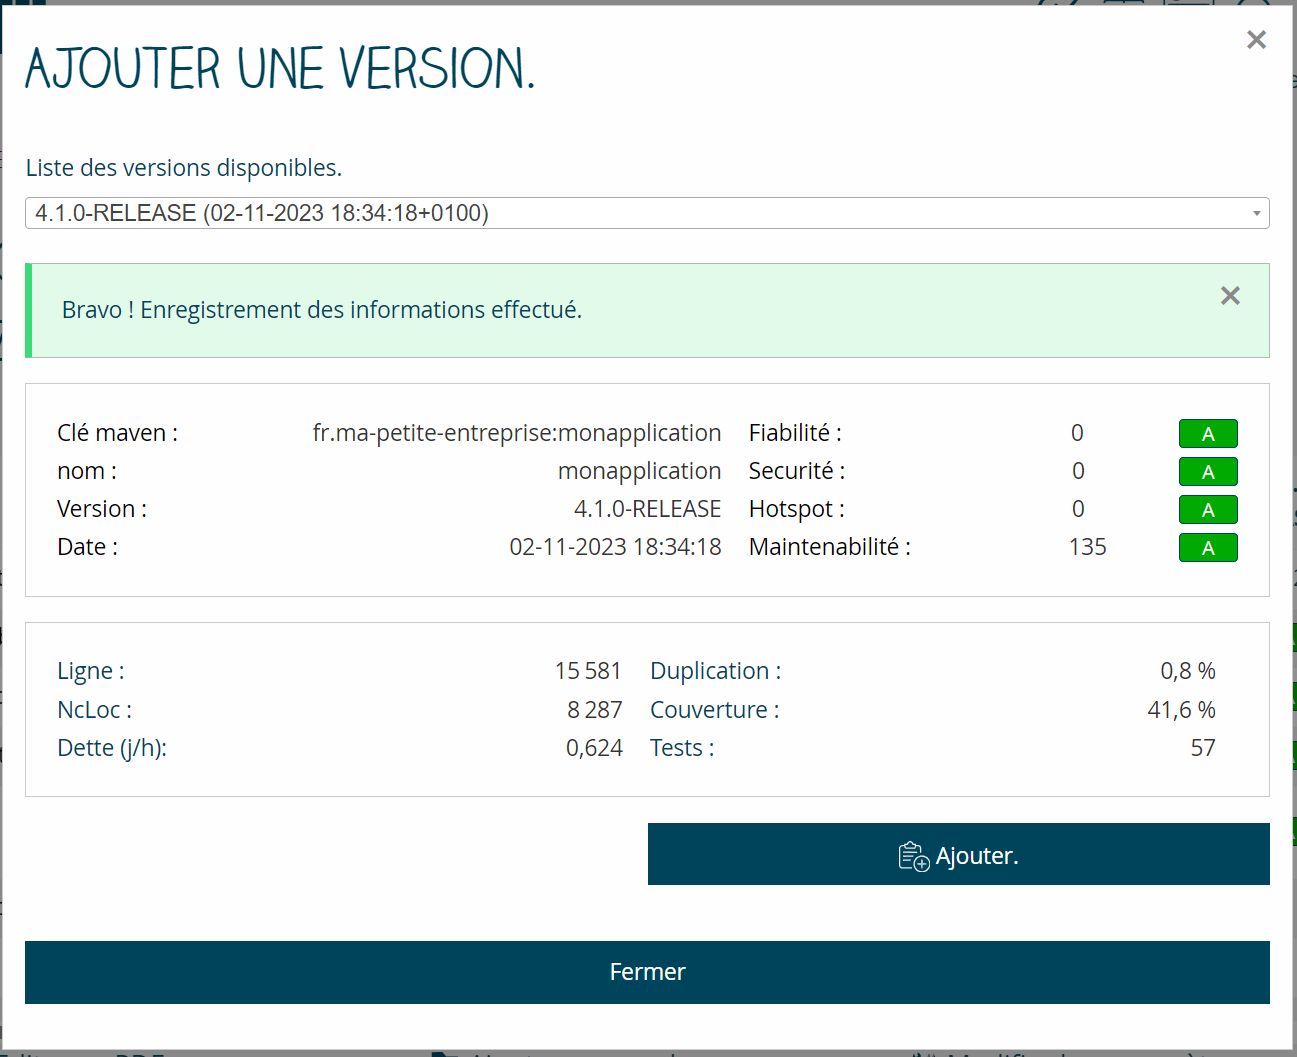 AJOUTER UNE VERSION.
Liste des versions disponibles.
4.1.0-RELEASE (02-11-2023 18:34:18+0100)
Bravo ! Enregistrement des informations effectué.
Clé maven : fr.ma-petite-entreprise:monapplication Fiabilité : 0 A
nom : monapplication Securité : 0 A
Version : 4.1.0-RELEASE Hotspot : 0 A
Date : 02-11-2023 18:34:18 Maintenabilité : 135 A
Ligne : 15 581 Duplication : 0,8 %
NcLoc : 8 287 Couverture : 41,6 %
Dette (j/h): 0,624 Tests : 57
Ajouter.
Fermer